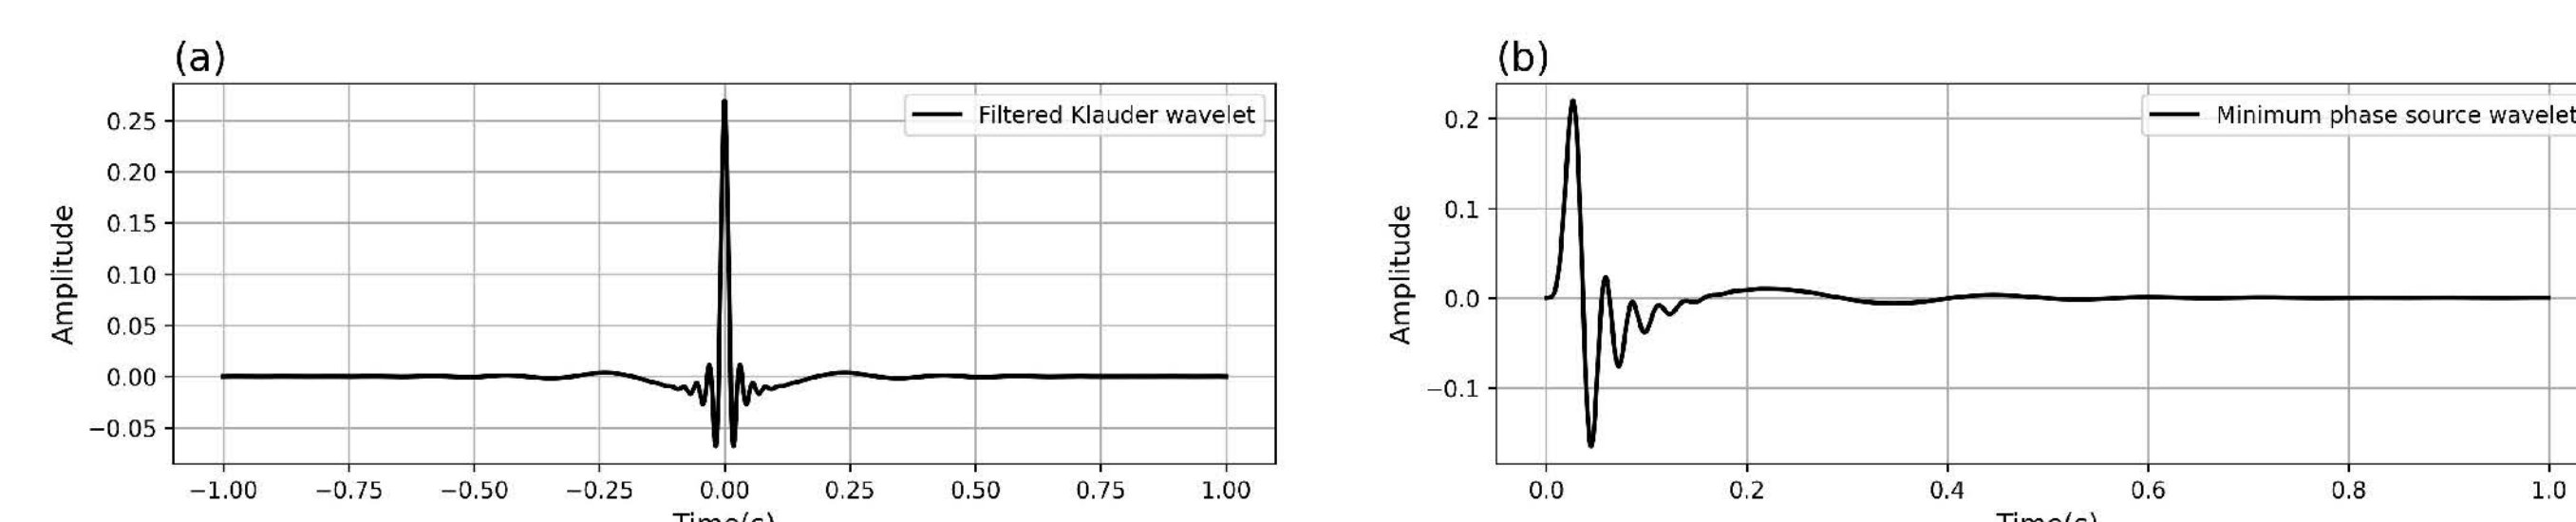 (a)
Filtered Klauder wavelet
Amplitude
0.25
0.20
0.15
0.10
0.05
0.00
−0.05
−1.00 −0.75 −0.50 −0.25 0.00 0.25 0.50 0.75 1.00
Time(s)
(b)
Minimum phase source wavelet
Amplitude
0.2
0.1
0.0
−0.1
0.0 0.2 0.4 0.6 0.8 1.0
Time(s)